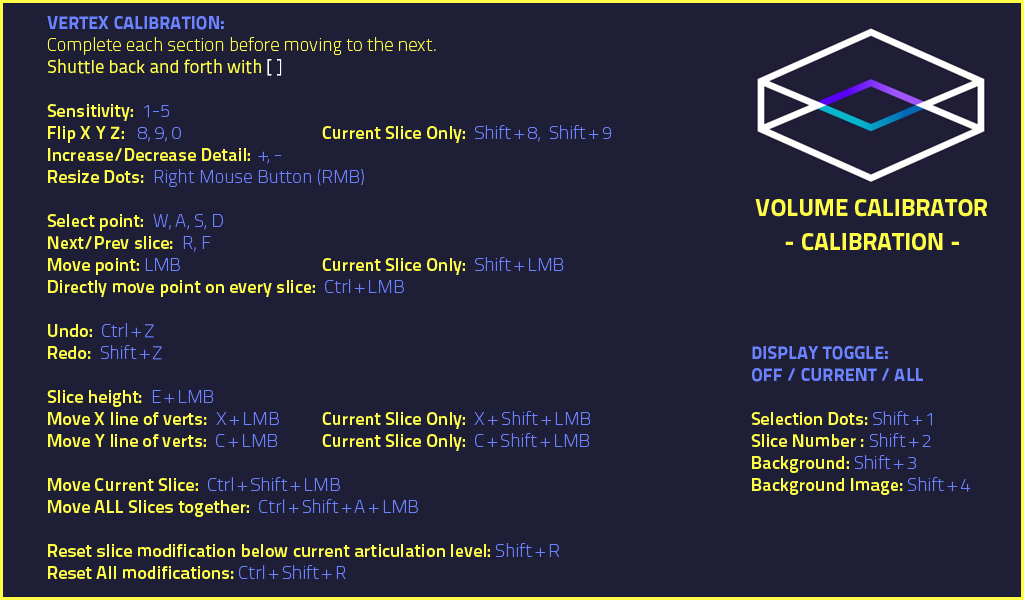 VERTEX CALIBRATION:
Complete each section before moving to the next.
Shuttle back and forth with [ ]
Sensitivity: 1-5
Flip X Y Z: 8, 9, 0 Current Slice Only: Shift+8, Shift+9
Increase/Decrease Detail: +, -
Resize Dots: Right Mouse Button (RMB)
Select point: W, A, S, D
Next/Prev slice: R, F
Move point: LMB Current Slice Only: Shift+LMB
Directly move point on every slice: Ctrl+LMB
Undo: Ctrl+Z
Redo: Shift+Z
Slice height: E+LMB
Move X line of verts: X+LMB Current Slice Only: X+Shift+LMB
Move Y line of verts: C+LMB Current Slice Only: C+Shift+LMB
Move Current Slice: Ctrl+Shift+LMB
Move ALL Slices together: Ctrl+Shift+A+LMB
Reset slice modification below current articulation level: Shift+R
Reset All modifications: Ctrl+Shift+R
VOLUME CALIBRATOR
- CALIBRATION -
DISPLAY TOGGLE:
OFF / CURRENT / ALL
Selection Dots: Shift+1
Slice Number : Shift+2
Background: Shift+3
Background Image: Shift+4